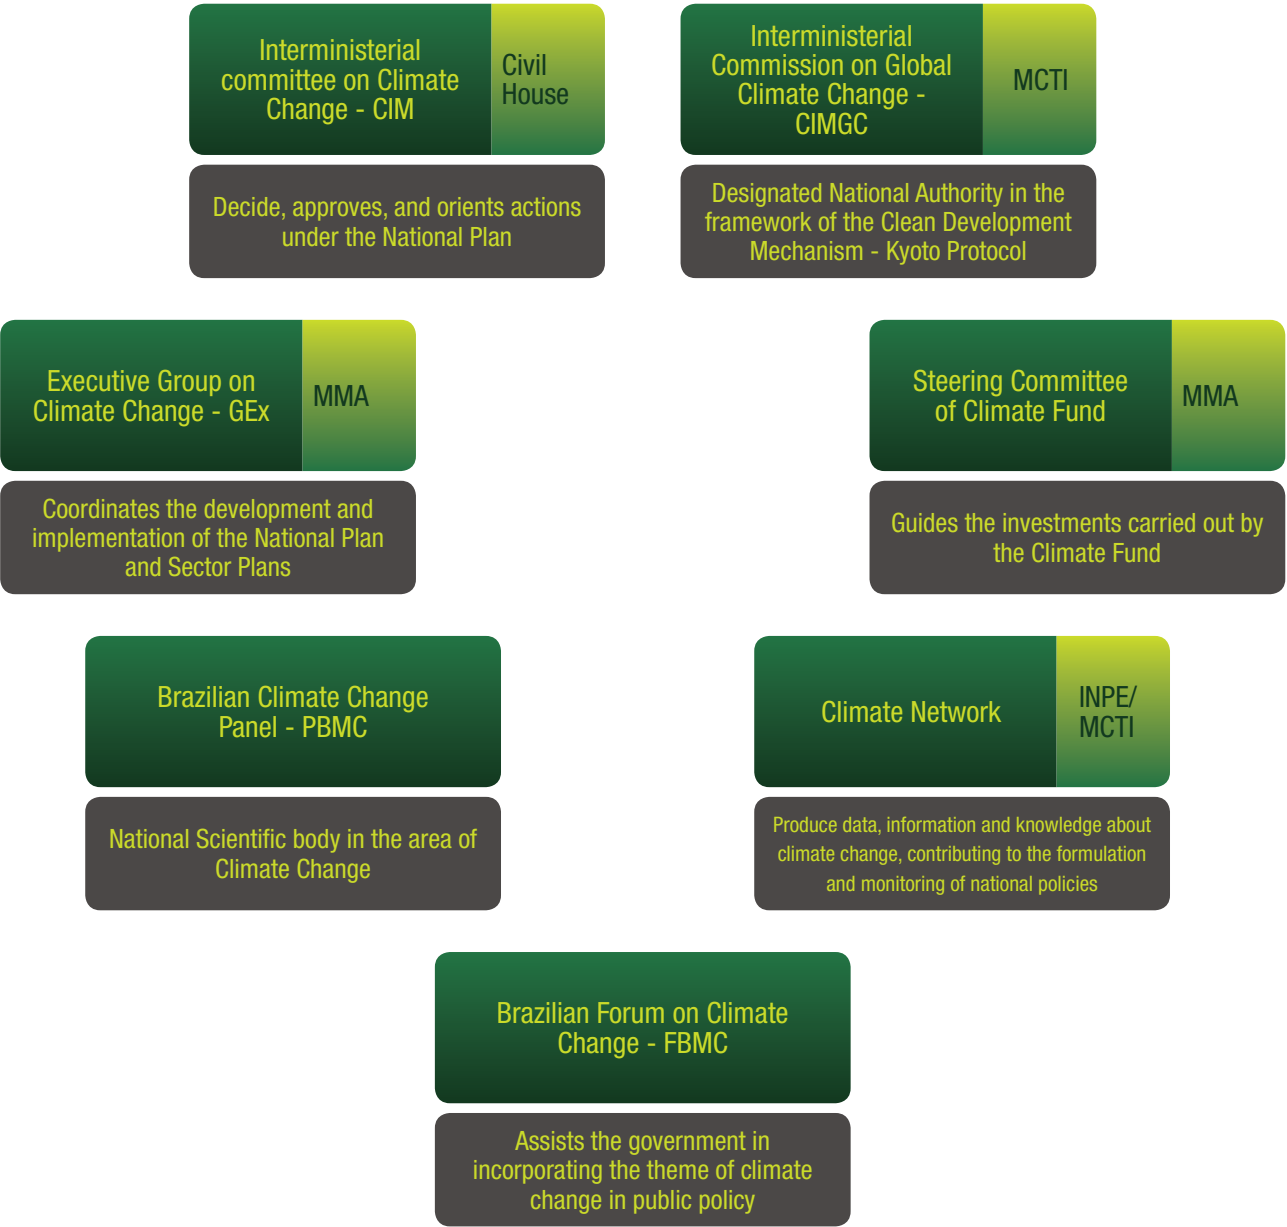 Interministerial
committee on Climate
Change - CIM
Civil
House
Decide, approves, and orients actions
under the National Plan
Interministerial
Commission on Global
Climate Change -
CIMGC
MCTI
Designated National Authority in the
framework of the Clean Development
Mechanism - Kyoto Protocol
Executive Group on
Climate Change - GEx
MMA
Coordinates the development and
implementation of the National Plan
and Sector Plans
Steering Committee
of Climate Fund
MMA
Guides the investments carried out by
the Climate Fund
Brazilian Climate Change
Panel - PBMC
National Scientific body in the area of
Climate Change
Climate Network
INPE/
MCTI
Produce data, information and knowledge about
climate change, contributing to the formulation
and monitoring of national policies
Brazilian Forum on Climate
Change - FBMC
Assists the government in
incorporating the theme of climate
change in public policy